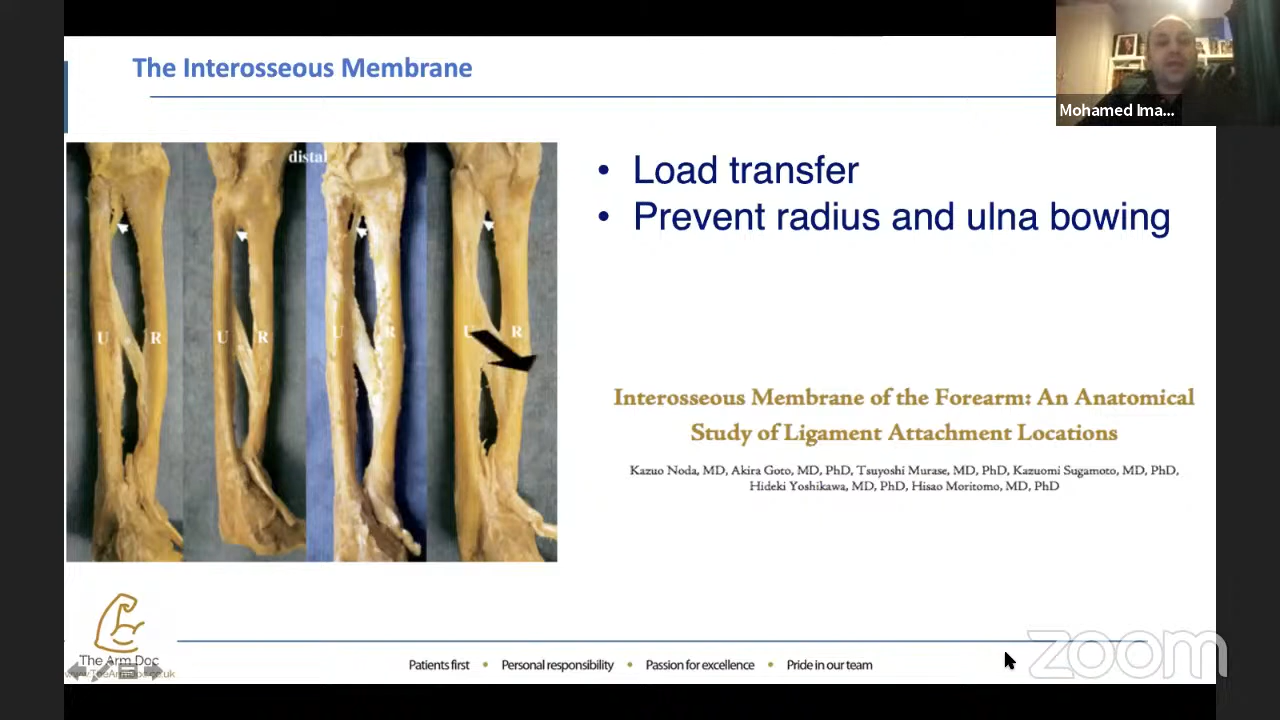 The Interosseous Membrane
Mohamed Ima...
distal
U R U R U R U R
• Load transfer
• Prevent radius and ulna bowing
Interosseous Membrane of the Forearm: An Anatomical
Study of Ligament Attachment Locations
Kazuo Noda, MD, Akira Goto, MD, PhD, Tsuyoshi Murase, MD, PhD, Kazuomi Sugamoto, MD, PhD,
Hideki Yoshikawa, MD, PhD, Hisao Moritomo, MD, PhD
The Arm Doc
Patients first • Personal responsibility • Passion for excellence • Pride in our team
zoom